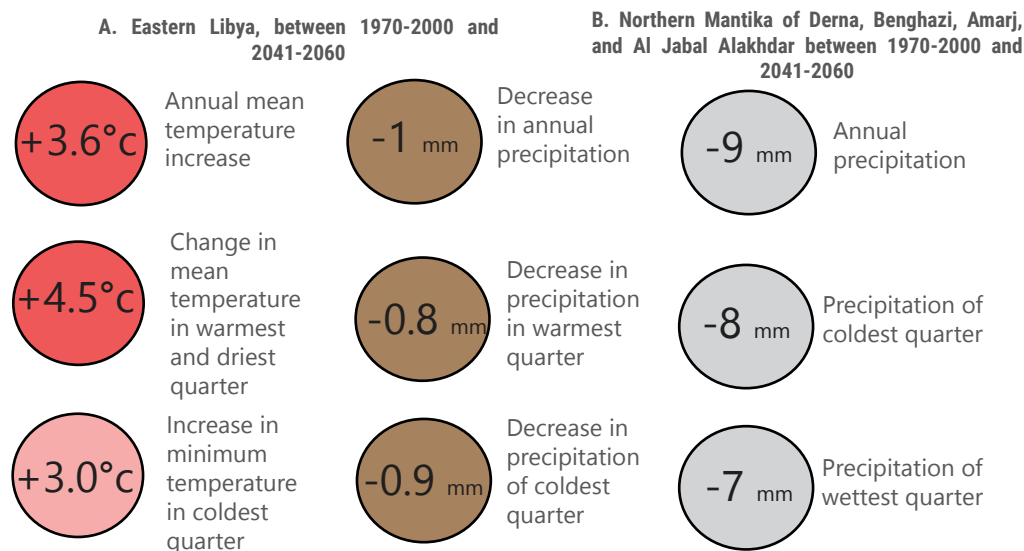 A. Eastern Libya, between 1970-2000 and
2041-2060
+3.6°c
Annual mean
temperature
increase
+4.5°c
Change in
mean
temperature
in warmest
and driest
quarter
+3.0°c
Increase in
minimum
temperature
in coldest
quarter
-1 mm
Decrease
in annual
precipitation
-0.8 mm
Decrease in
precipitation
in warmest
quarter
-0.9 mm
Decrease in
precipitation
of coldest
quarter
B. Northern Mantika of Derna, Benghazi, Amarj,
and Al Jabal Alakhdar between 1970-2000 and
2041-2060
-9 mm
Annual
precipitation
-8 mm
Precipitation of
coldest quarter
-7 mm
Precipitation of
wettest quarter